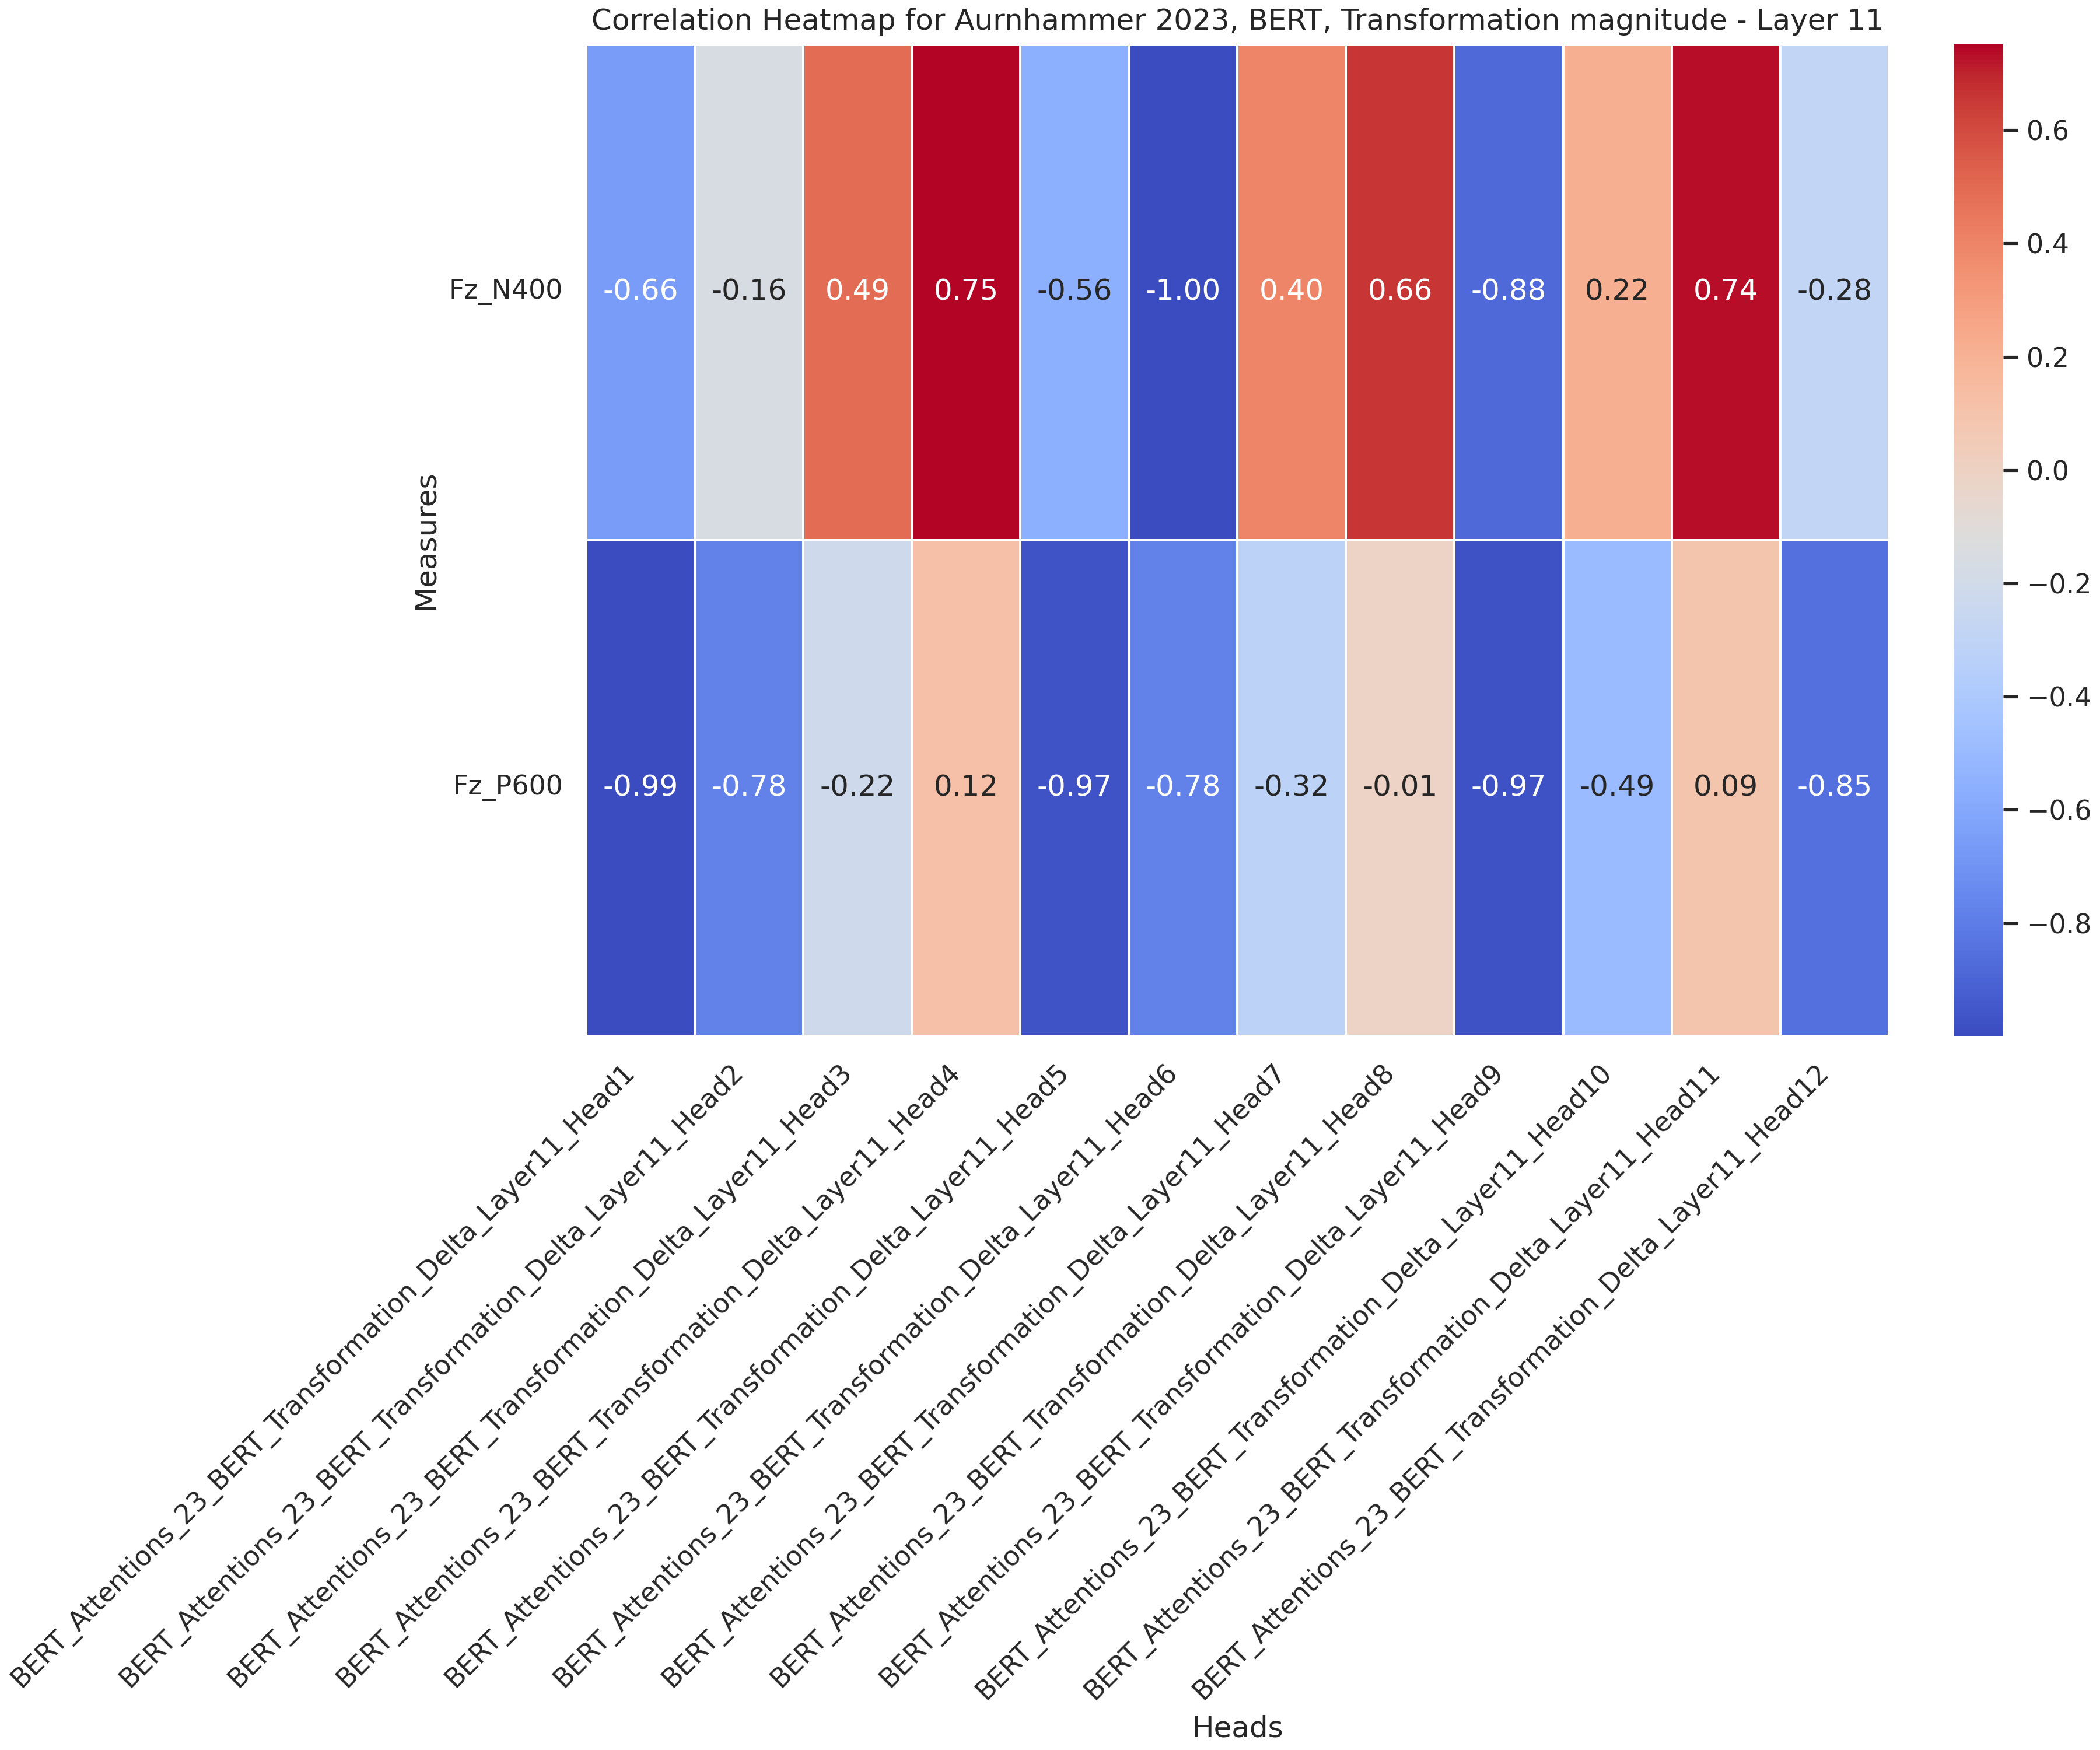 Correlation Heatmap for Aurnhammer 2023, BERT, Transformation magnitude - Layer 11
Measures
Fz_N400
-0.66 -0.16 0.49 0.75 -0.56 -1.00 0.40 0.66 -0.88 0.22 0.74 -0.28
Fz_P600
-0.99 -0.78 -0.22 0.12 -0.97 -0.78 -0.32 -0.01 -0.97 -0.49 0.09 -0.85
BERT_Attentions_23_BERT_Transformation_Delta_Layer11_Head1
BERT_Attentions_23_BERT_Transformation_Delta_Layer11_Head2
BERT_Attentions_23_BERT_Transformation_Delta_Layer11_Head3
BERT_Attentions_23_BERT_Transformation_Delta_Layer11_Head4
BERT_Attentions_23_BERT_Transformation_Delta_Layer11_Head5
BERT_Attentions_23_BERT_Transformation_Delta_Layer11_Head6
BERT_Attentions_23_BERT_Transformation_Delta_Layer11_Head7
BERT_Attentions_23_BERT_Transformation_Delta_Layer11_Head8
BERT_Attentions_23_BERT_Transformation_Delta_Layer11_Head9
BERT_Attentions_23_BERT_Transformation_Delta_Layer11_Head10
BERT_Attentions_23_BERT_Transformation_Delta_Layer11_Head11
BERT_Attentions_23_BERT_Transformation_Delta_Layer11_Head12
Heads
0.6
0.4
0.2
0.0
−0.2
−0.4
−0.6
−0.8